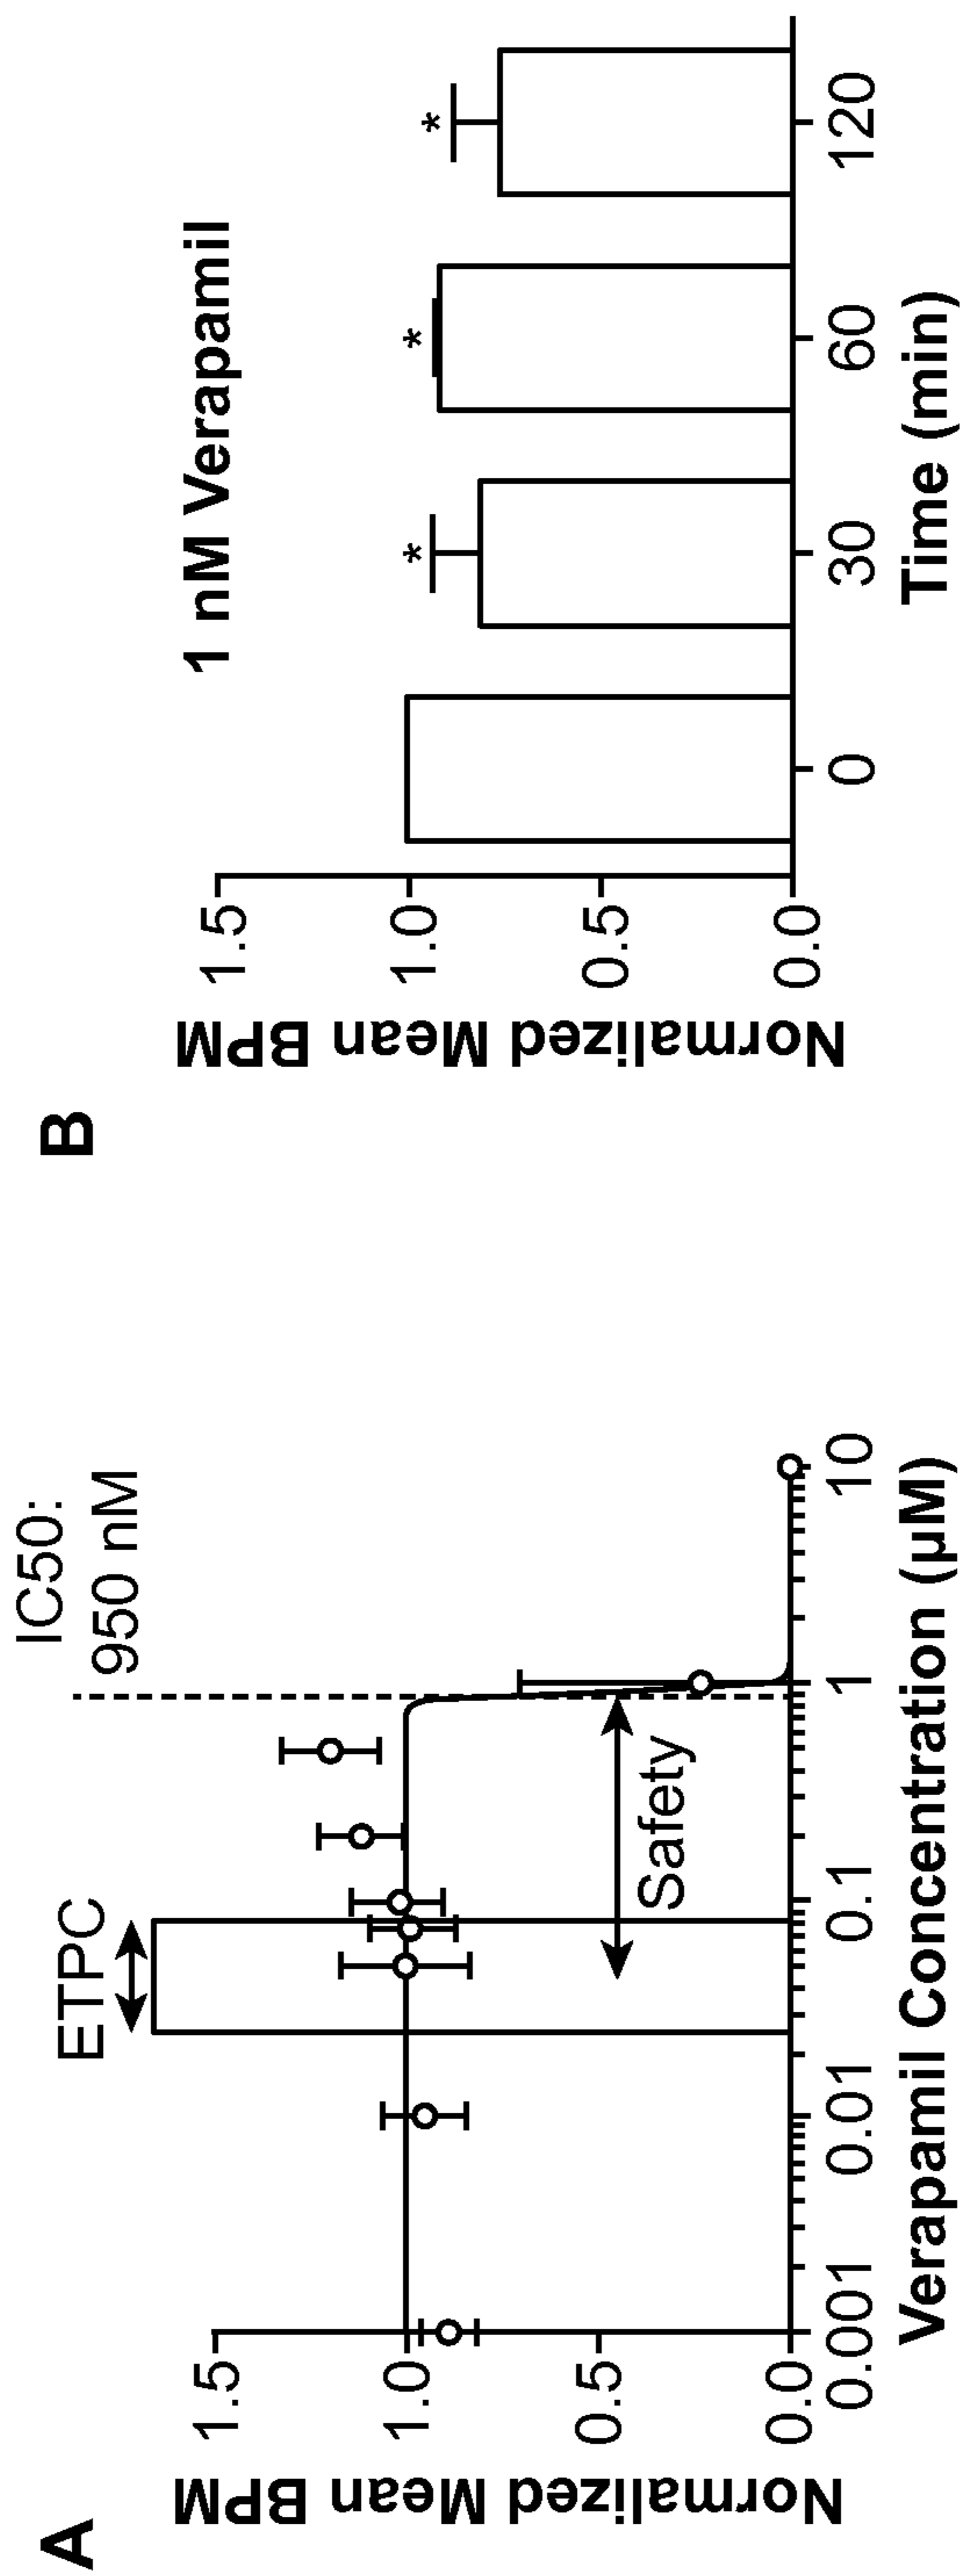 A
Normalized Mean BPM
1.5
1.0
0.5
0.0
ETPC
IC50:
950 nM
Safety
0.001
0.01
0.1
1
10
Verapamil Concentration (µM)
B
1 nM Verapamil
Normalized Mean BPM
1.5
1.0
0.5
0.0
*
*
*
0
30
60
120
Time (min)